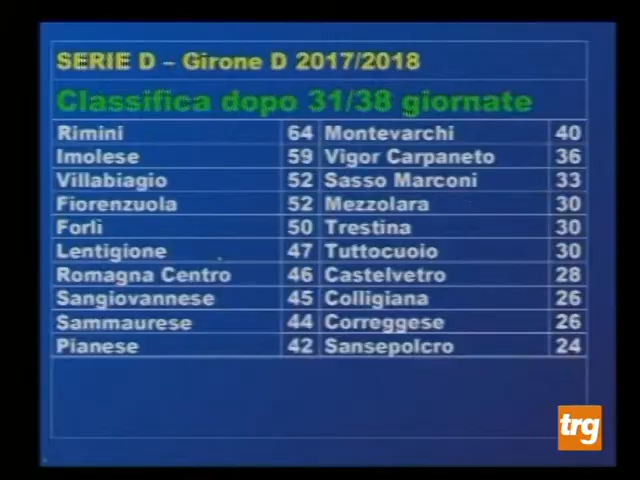 SERIE D - Girone D 2017/2018
Classifica dopo 31/38 giornate
Rimini 64 Montevarchi 40
Imolese 59 Vigor Carpaneto 36
Villabiagio 52 Sasso Marconi 33
Fiorenzuola 52 Mezzolara 30
Forlì 50 Trestina 30
Lentigione 47 Tuttocuoio 30
Romagna Centro 46 Castelvetro 28
Sangiovannese 45 Colligiana 26
Sammaurese 44 Correggese 26
Pianese 42 Sansepolcro 24
trg